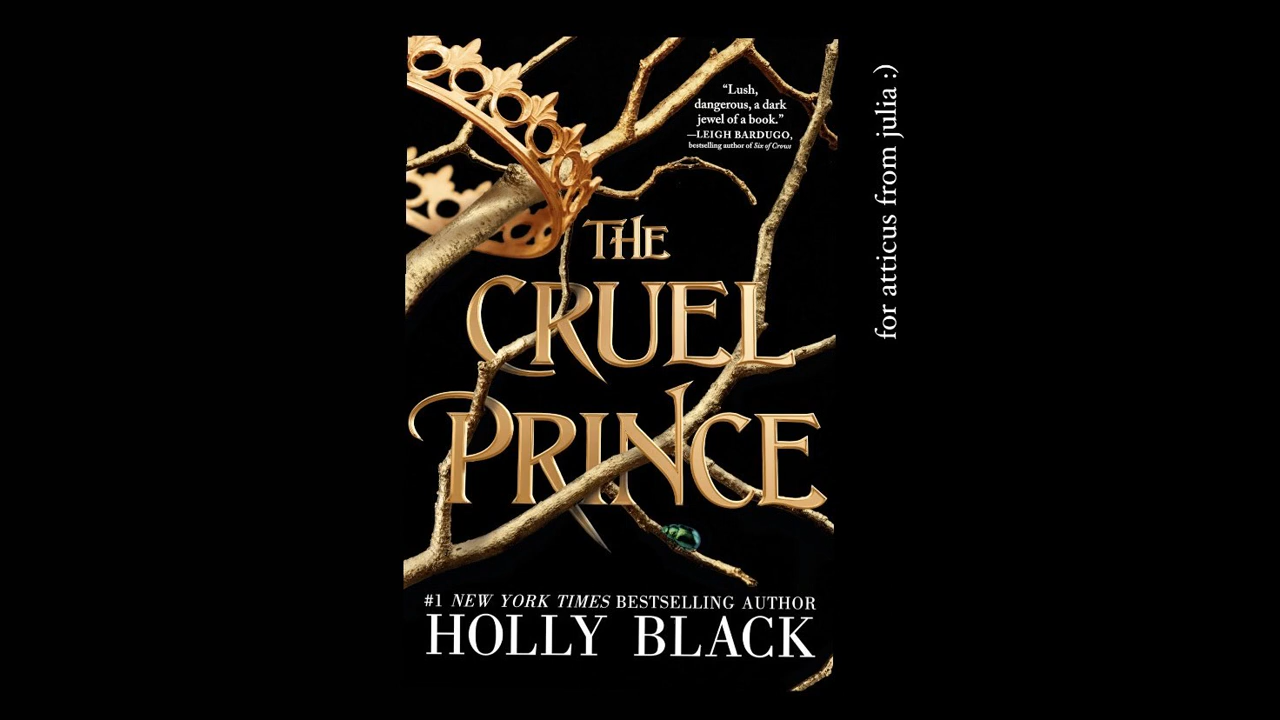 “Lush,
dangerous, a dark
jewel of a book.”
—LEIGH BARDUGO,
bestselling author of Six of Crows
THE
CRUEL
PRINCE
#1 NEW YORK TIMES BESTSELLING AUTHOR
HOLLY BLACK
for atticus from julia :)